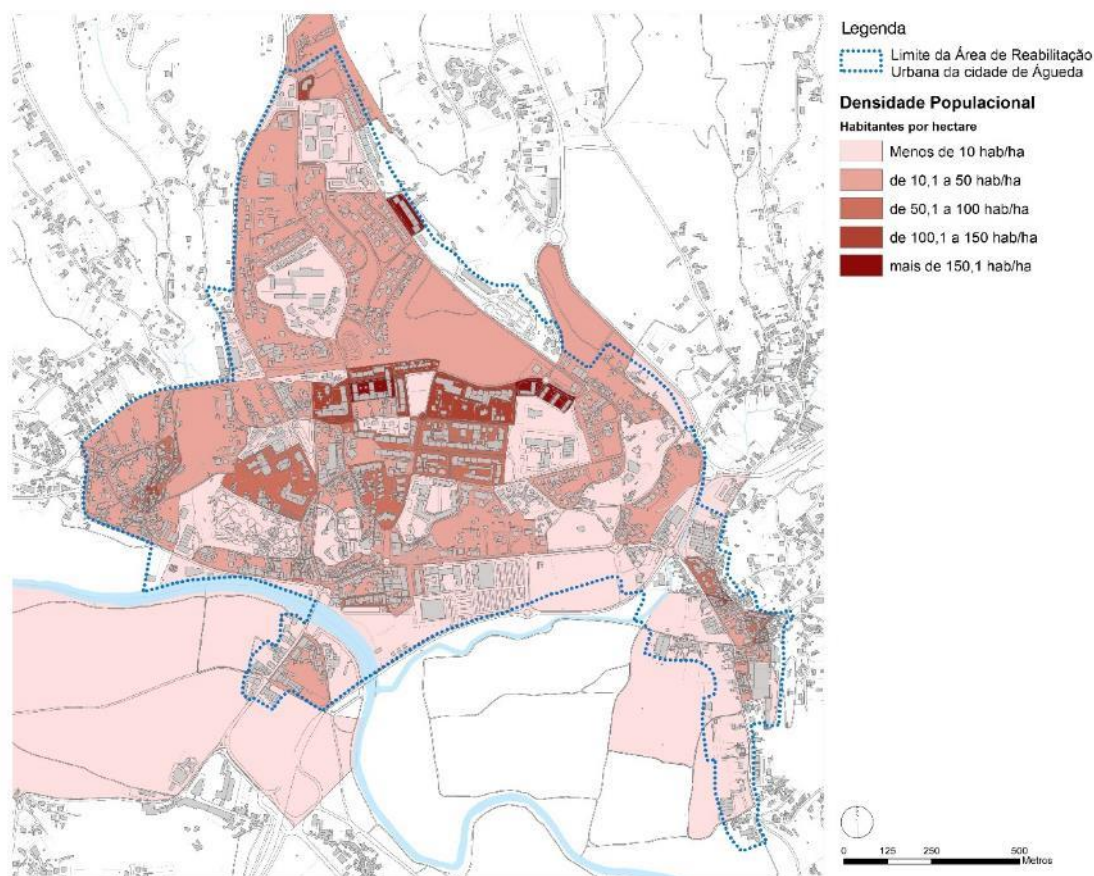 Legenda
Limite da Área de Reabilitação
Urbana da cidade de Águeda
Densidade Populacional
Habitantes por hectare
Menos de 10 hab/ha
de 10,1 a 50 hab/ha
de 50,1 a 100 hab/ha
de 100,1 a 150 hab/ha
mais de 150,1 hab/ha
0 125 250 500
Metros